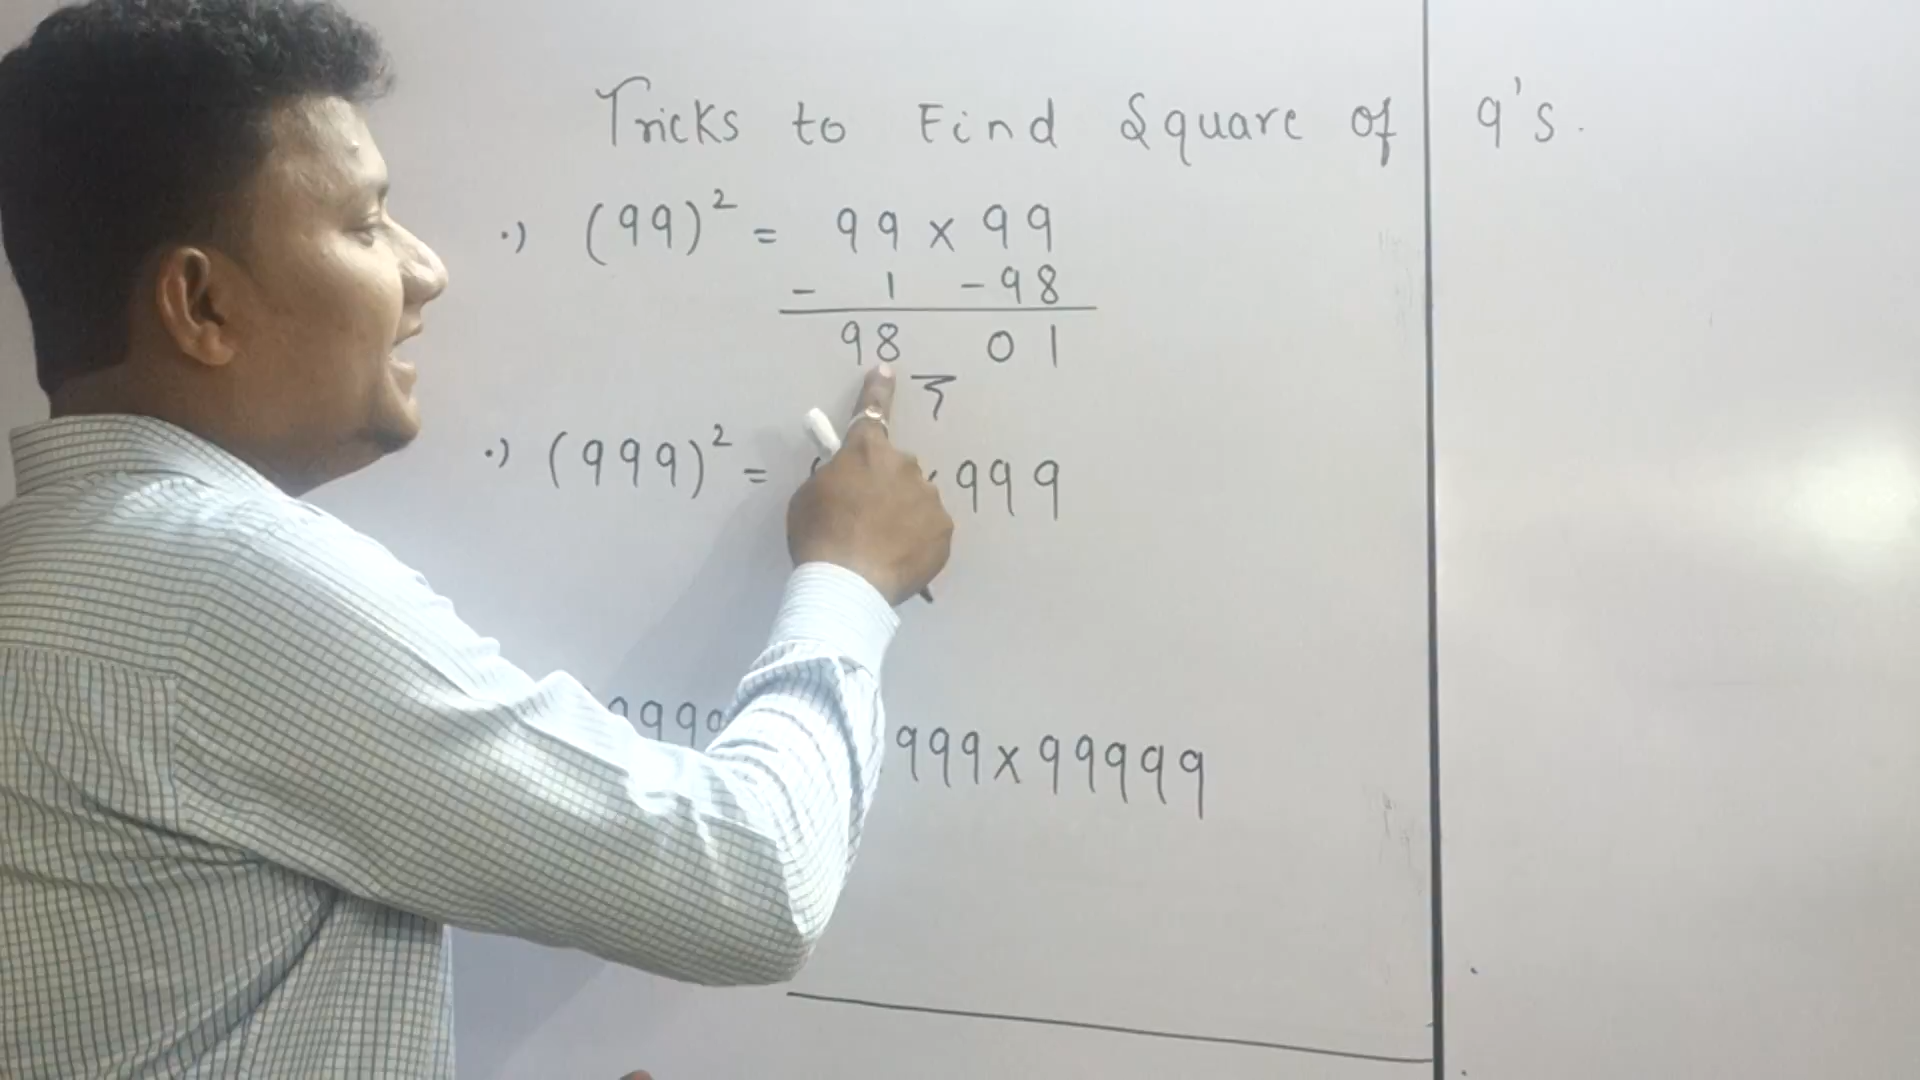 Tricks to Find Square of 9's.
•) (99)² = 99 × 99
- 1 - 98
98 01
•) (999)² = 999
999 × 99999